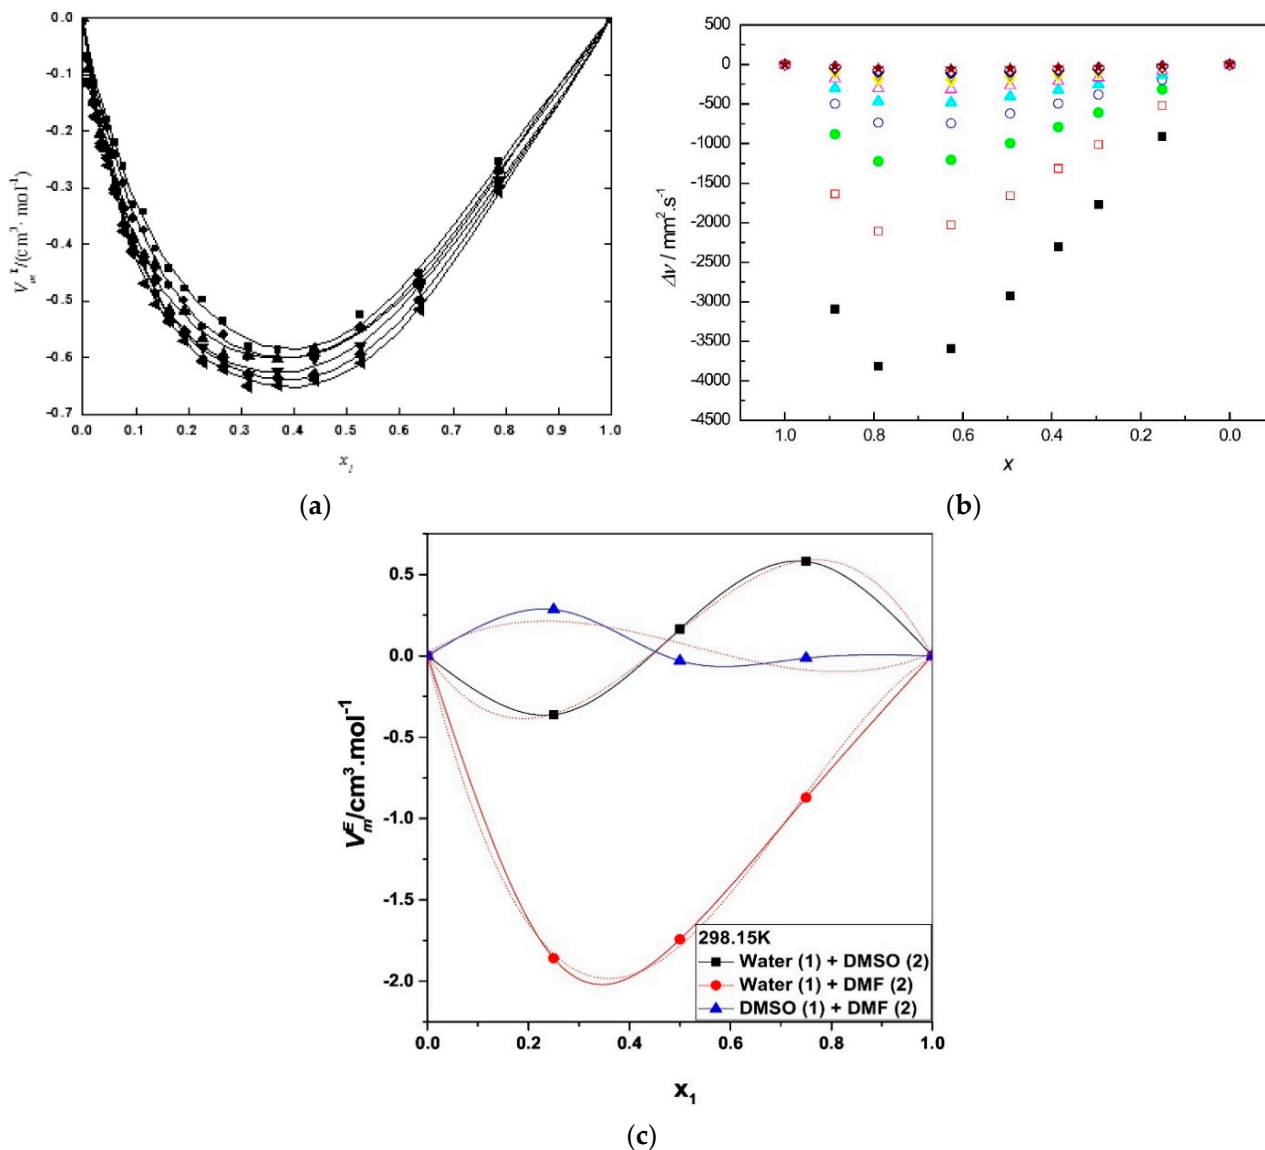 0.0
-0.1
-0.2
-0.3
-0.4
-0.5
-0.6
-0.7
0.0 0.1 0.2 0.3 0.4 0.5 0.6 0.7 0.8 0.9 1.0
x1
/(cm3· mol-1)
(a)
500
0
-500
-1000
-1500
-2000
-2500
-3000
-3500
-4000
-4500
1.0 0.8 0.6 0.4 0.2 0.0
x
Δν / mm2.s-1
(b)
0.5
0.0
-0.5
-1.0
-1.5
-2.0
0.0 0.2 0.4 0.6 0.8 1.0
x1
VmE/cm3.mol-1
298.15K
Water (1) + DMSO (2)
Water (1) + DMF (2)
DMSO (1) + DMF (2)
(c)